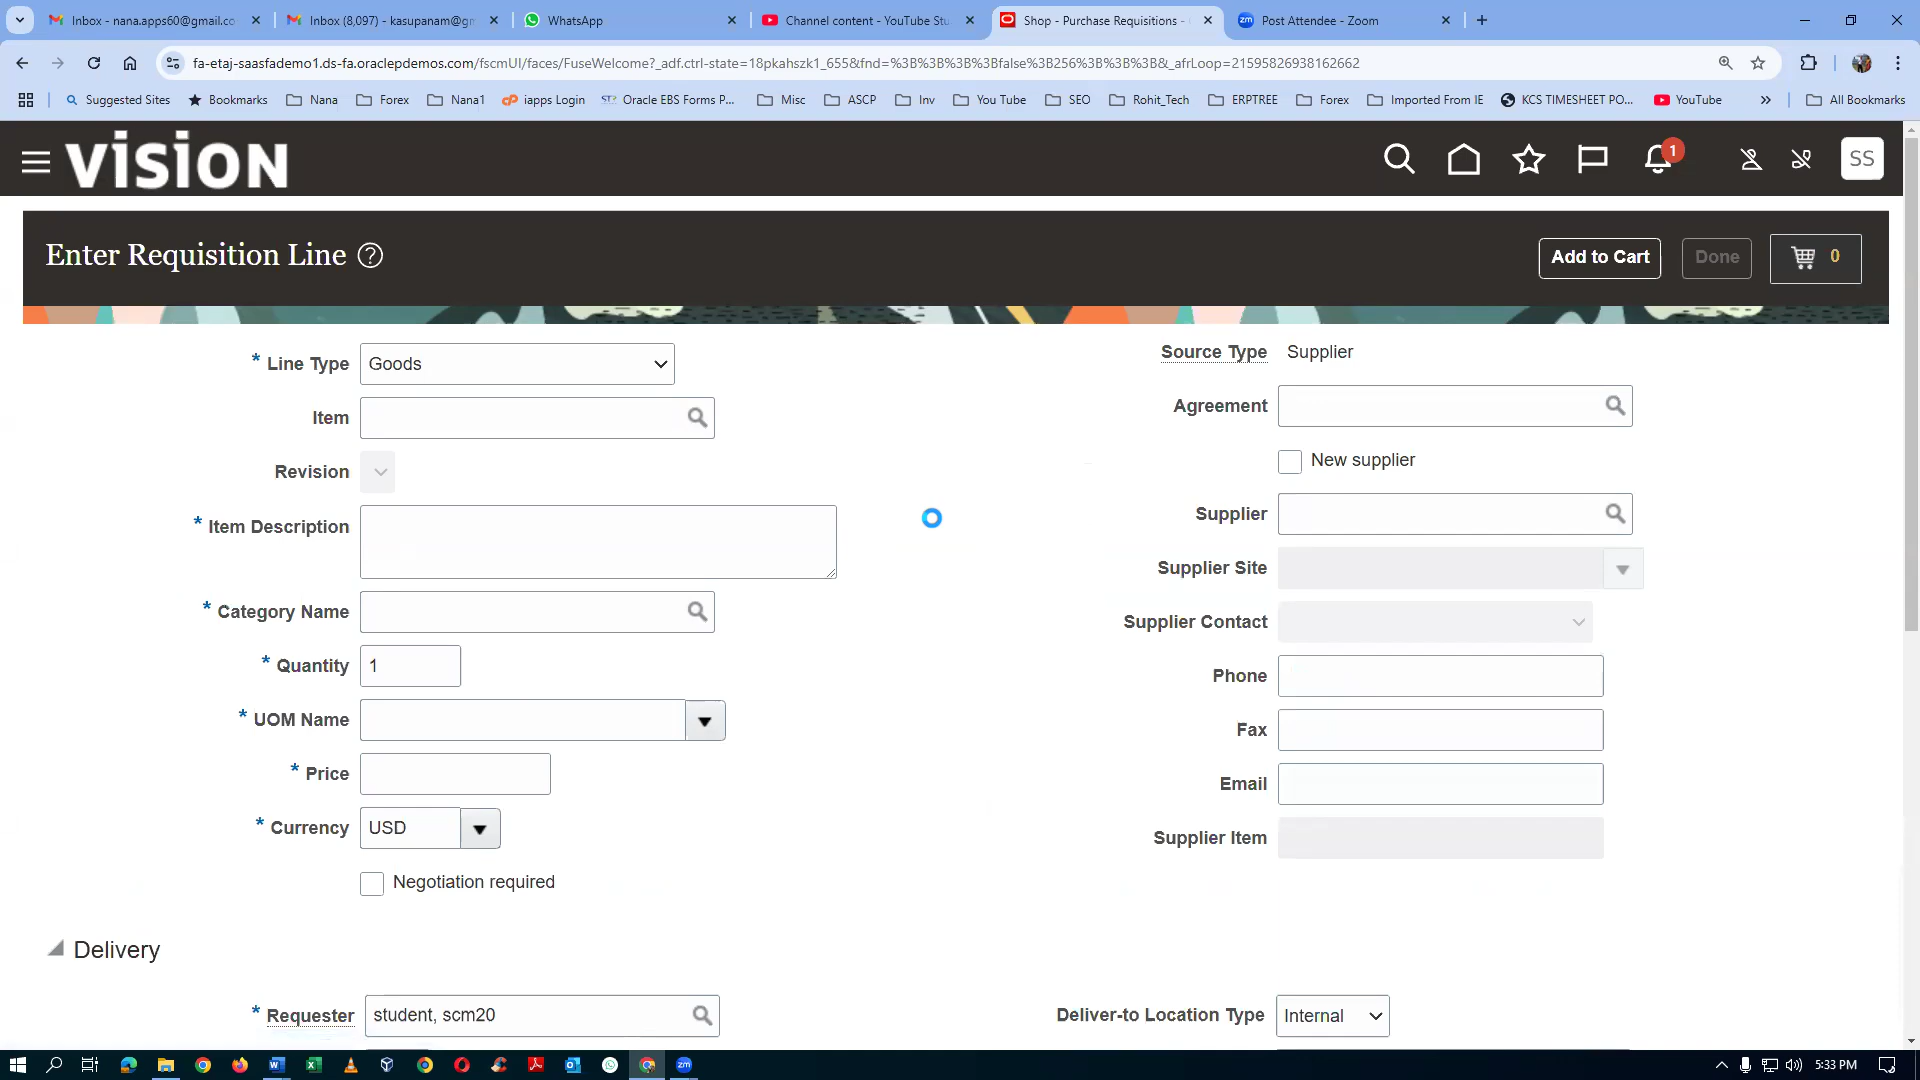 Inbox - nana.apps60@gmail.co
Inbox (8,097) - kasupanam@gm
WhatsApp
Channel content - YouTube Stu
Shop - Purchase Requisitions -
Post Attendee - Zoom
fa-etaj-saasfademo1.ds-fa.oraclepdemos.com/fscmUI/faces/FuseWelcome?_adf.ctrl-state=18pkahszk1_655&fnd=%3B%3B%3B%3Bfalse%3B256%3B%3B%3B&_afrLoop=21595826938162662
Suggested Sites
Bookmarks
Nana
Forex
Nana1
iapps Login
Oracle EBS Forms P...
Misc
ASCP
Inv
You Tube
SEO
Rohit_Tech
ERPTREE
Forex
Imported From IE
KCS TIMESHEET PO...
YouTube
All Bookmarks
VISION
1
SS
Enter Requisition Line
Add to Cart
Done
0
* Line Type Goods
Item
Revision
* Item Description
* Category Name
* Quantity 1
* UOM Name
* Price
* Currency USD
Negotiation required
Source Type Supplier
Agreement
New supplier
Supplier
Supplier Site
Supplier Contact
Phone
Fax
Email
Supplier Item
Delivery
* Requester student, scm20
Deliver-to Location Type Internal
5:33 PM